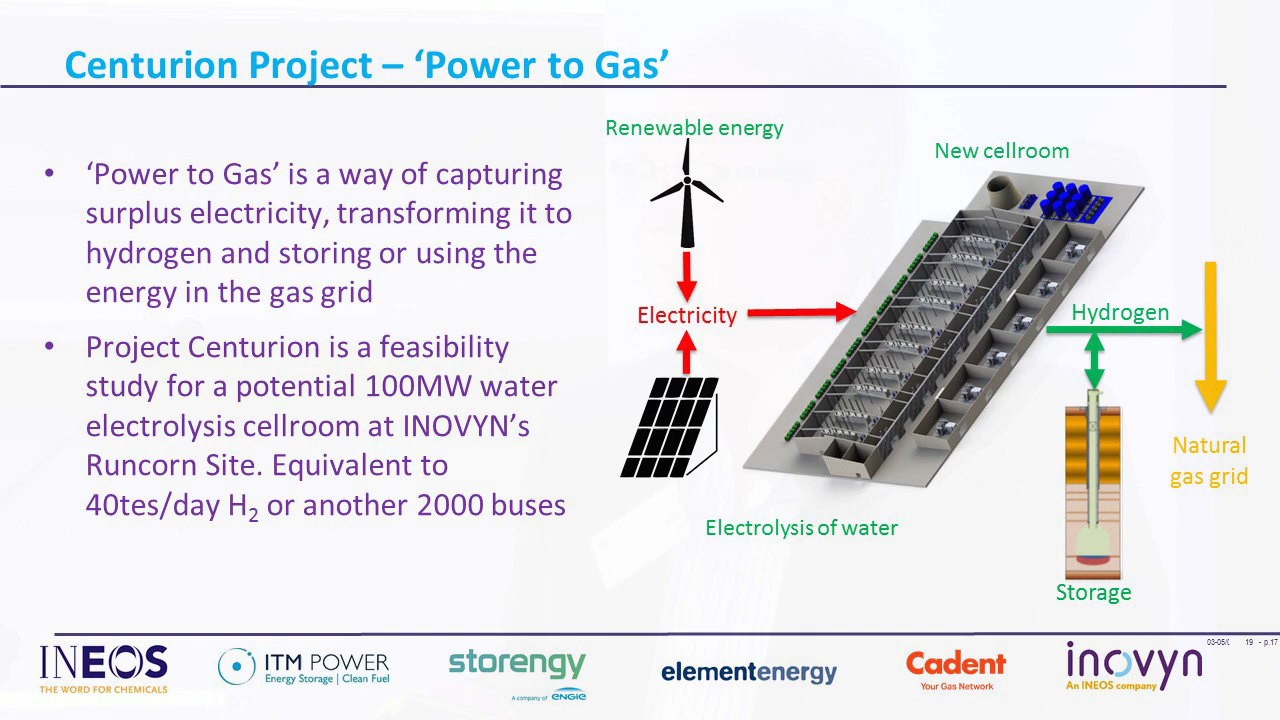 Centurion Project – ‘Power to Gas’
• ‘Power to Gas’ is a way of capturing
surplus electricity, transforming it to
hydrogen and storing or using the
energy in the gas grid
• Project Centurion is a feasibility
study for a potential 100MW water
electrolysis cellroom at INOVYN’s
Runcorn Site. Equivalent to
40tes/day H₂ or another 2000 buses
Renewable energy
New cellroom
Electricity
Hydrogen
Natural
gas grid
Electrolysis of water
Storage
19 - p.17
INEOS
THE WORD FOR CHEMICALS
ITM POWER
Energy Storage | Clean Fuel
storengy
A company of ENGIE
elementenergy
Cadent
Your Gas Network
inovyn
An INEOS company